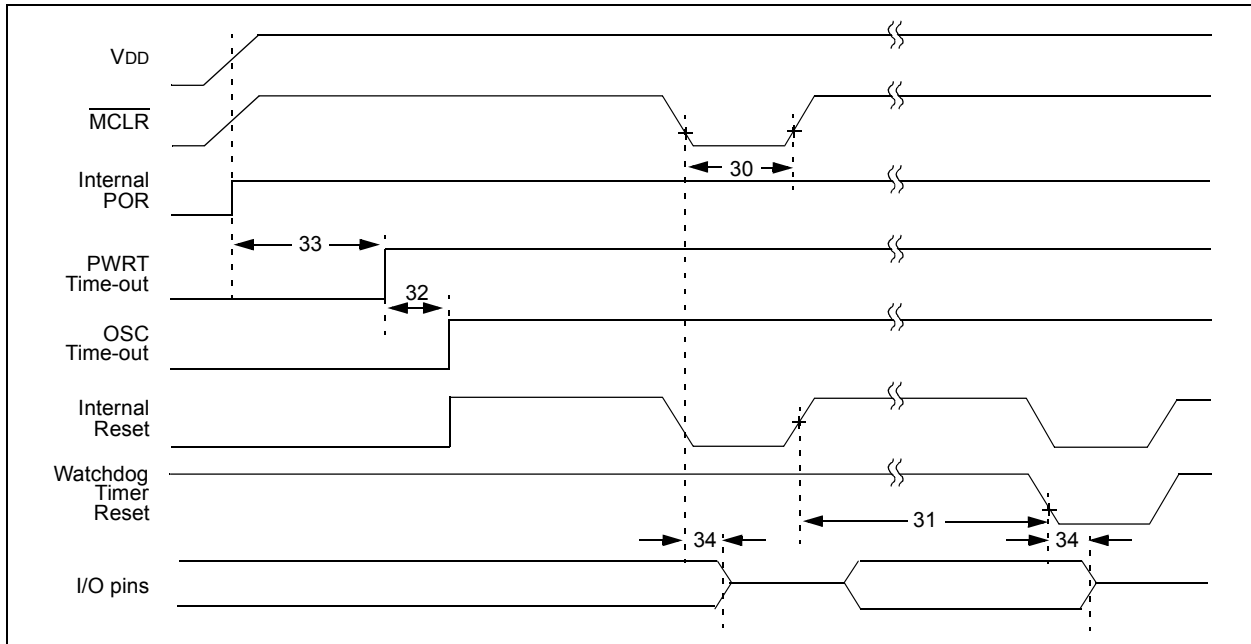 VDD
MCLR
30
Internal
POR
33
PWRT
Time-out
32
OSC
Time-out
Internal
Reset
Watchdog
Timer
Reset
31
34
34
I/O pins